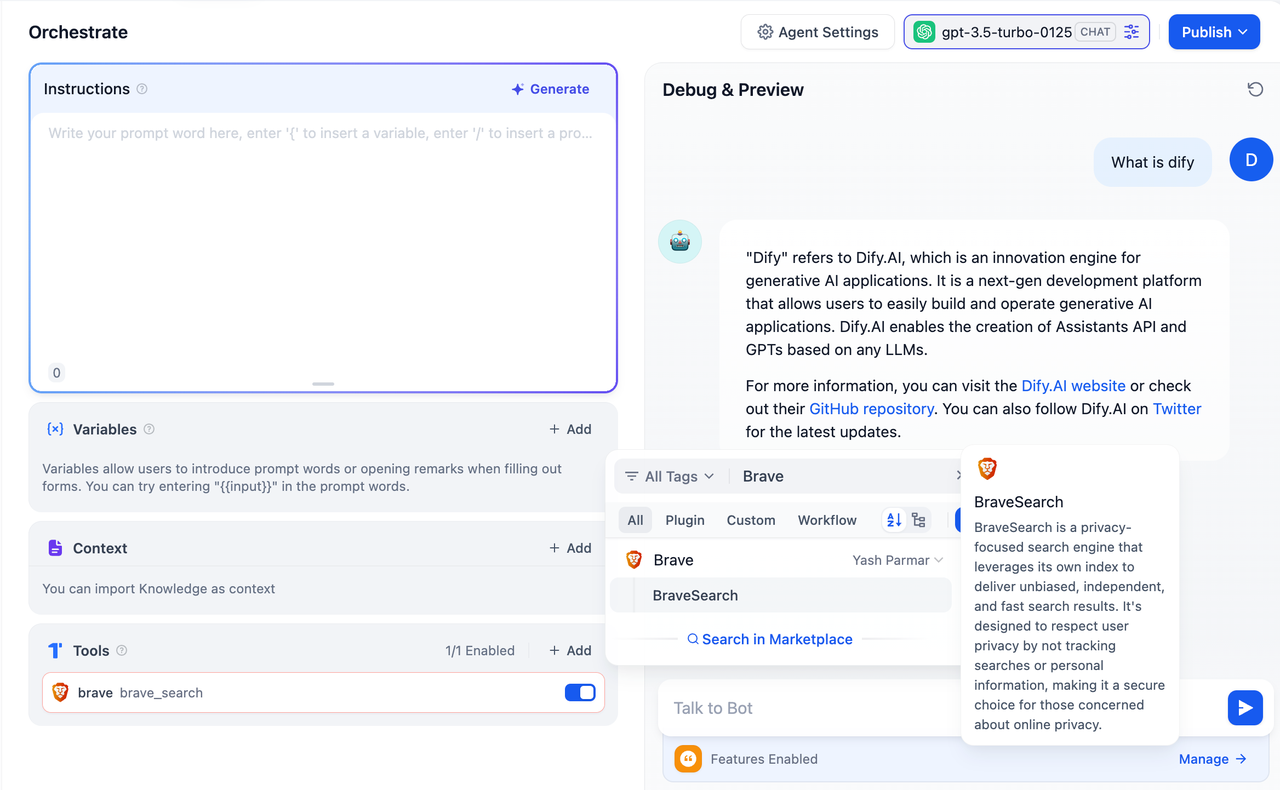 Orchestrate
Agent Settings
gpt-3.5-turbo-0125 CHAT
Publish
Instructions
Generate
Write your prompt word here, enter '{' to insert a variable, enter '/' to insert a pro...
0
Variables
+ Add
Variables allow users to introduce prompt words or opening remarks when filling out
forms. You can try entering "{{input}}" in the prompt words.
Context
+ Add
You can import Knowledge as context
Tools
1/1 Enabled
+ Add
brave brave_search
Debug & Preview
What is dify
D
"Dify" refers to Dify.AI, which is an innovation engine for
generative AI applications. It is a next-gen development platform
that allows users to easily build and operate generative AI
applications. Dify.AI enables the creation of Assistants API and
GPTs based on any LLMs.
For more information, you can visit the Dify.AI website or check
out their GitHub repository. You can also follow Dify.AI on Twitter
for the latest updates.
All Tags
Brave
All Plugin Custom Workflow
Brave
Yash Parmar
BraveSearch
Search in Marketplace
BraveSearch
BraveSearch is a privacy-
focused search engine that
leverages its own index to
deliver unbiased, independent,
and fast search results. It's
designed to respect user
privacy by not tracking
searches or personal
information, making it a secure
choice for those concerned
about online privacy.
Talk to Bot
Features Enabled
Manage →